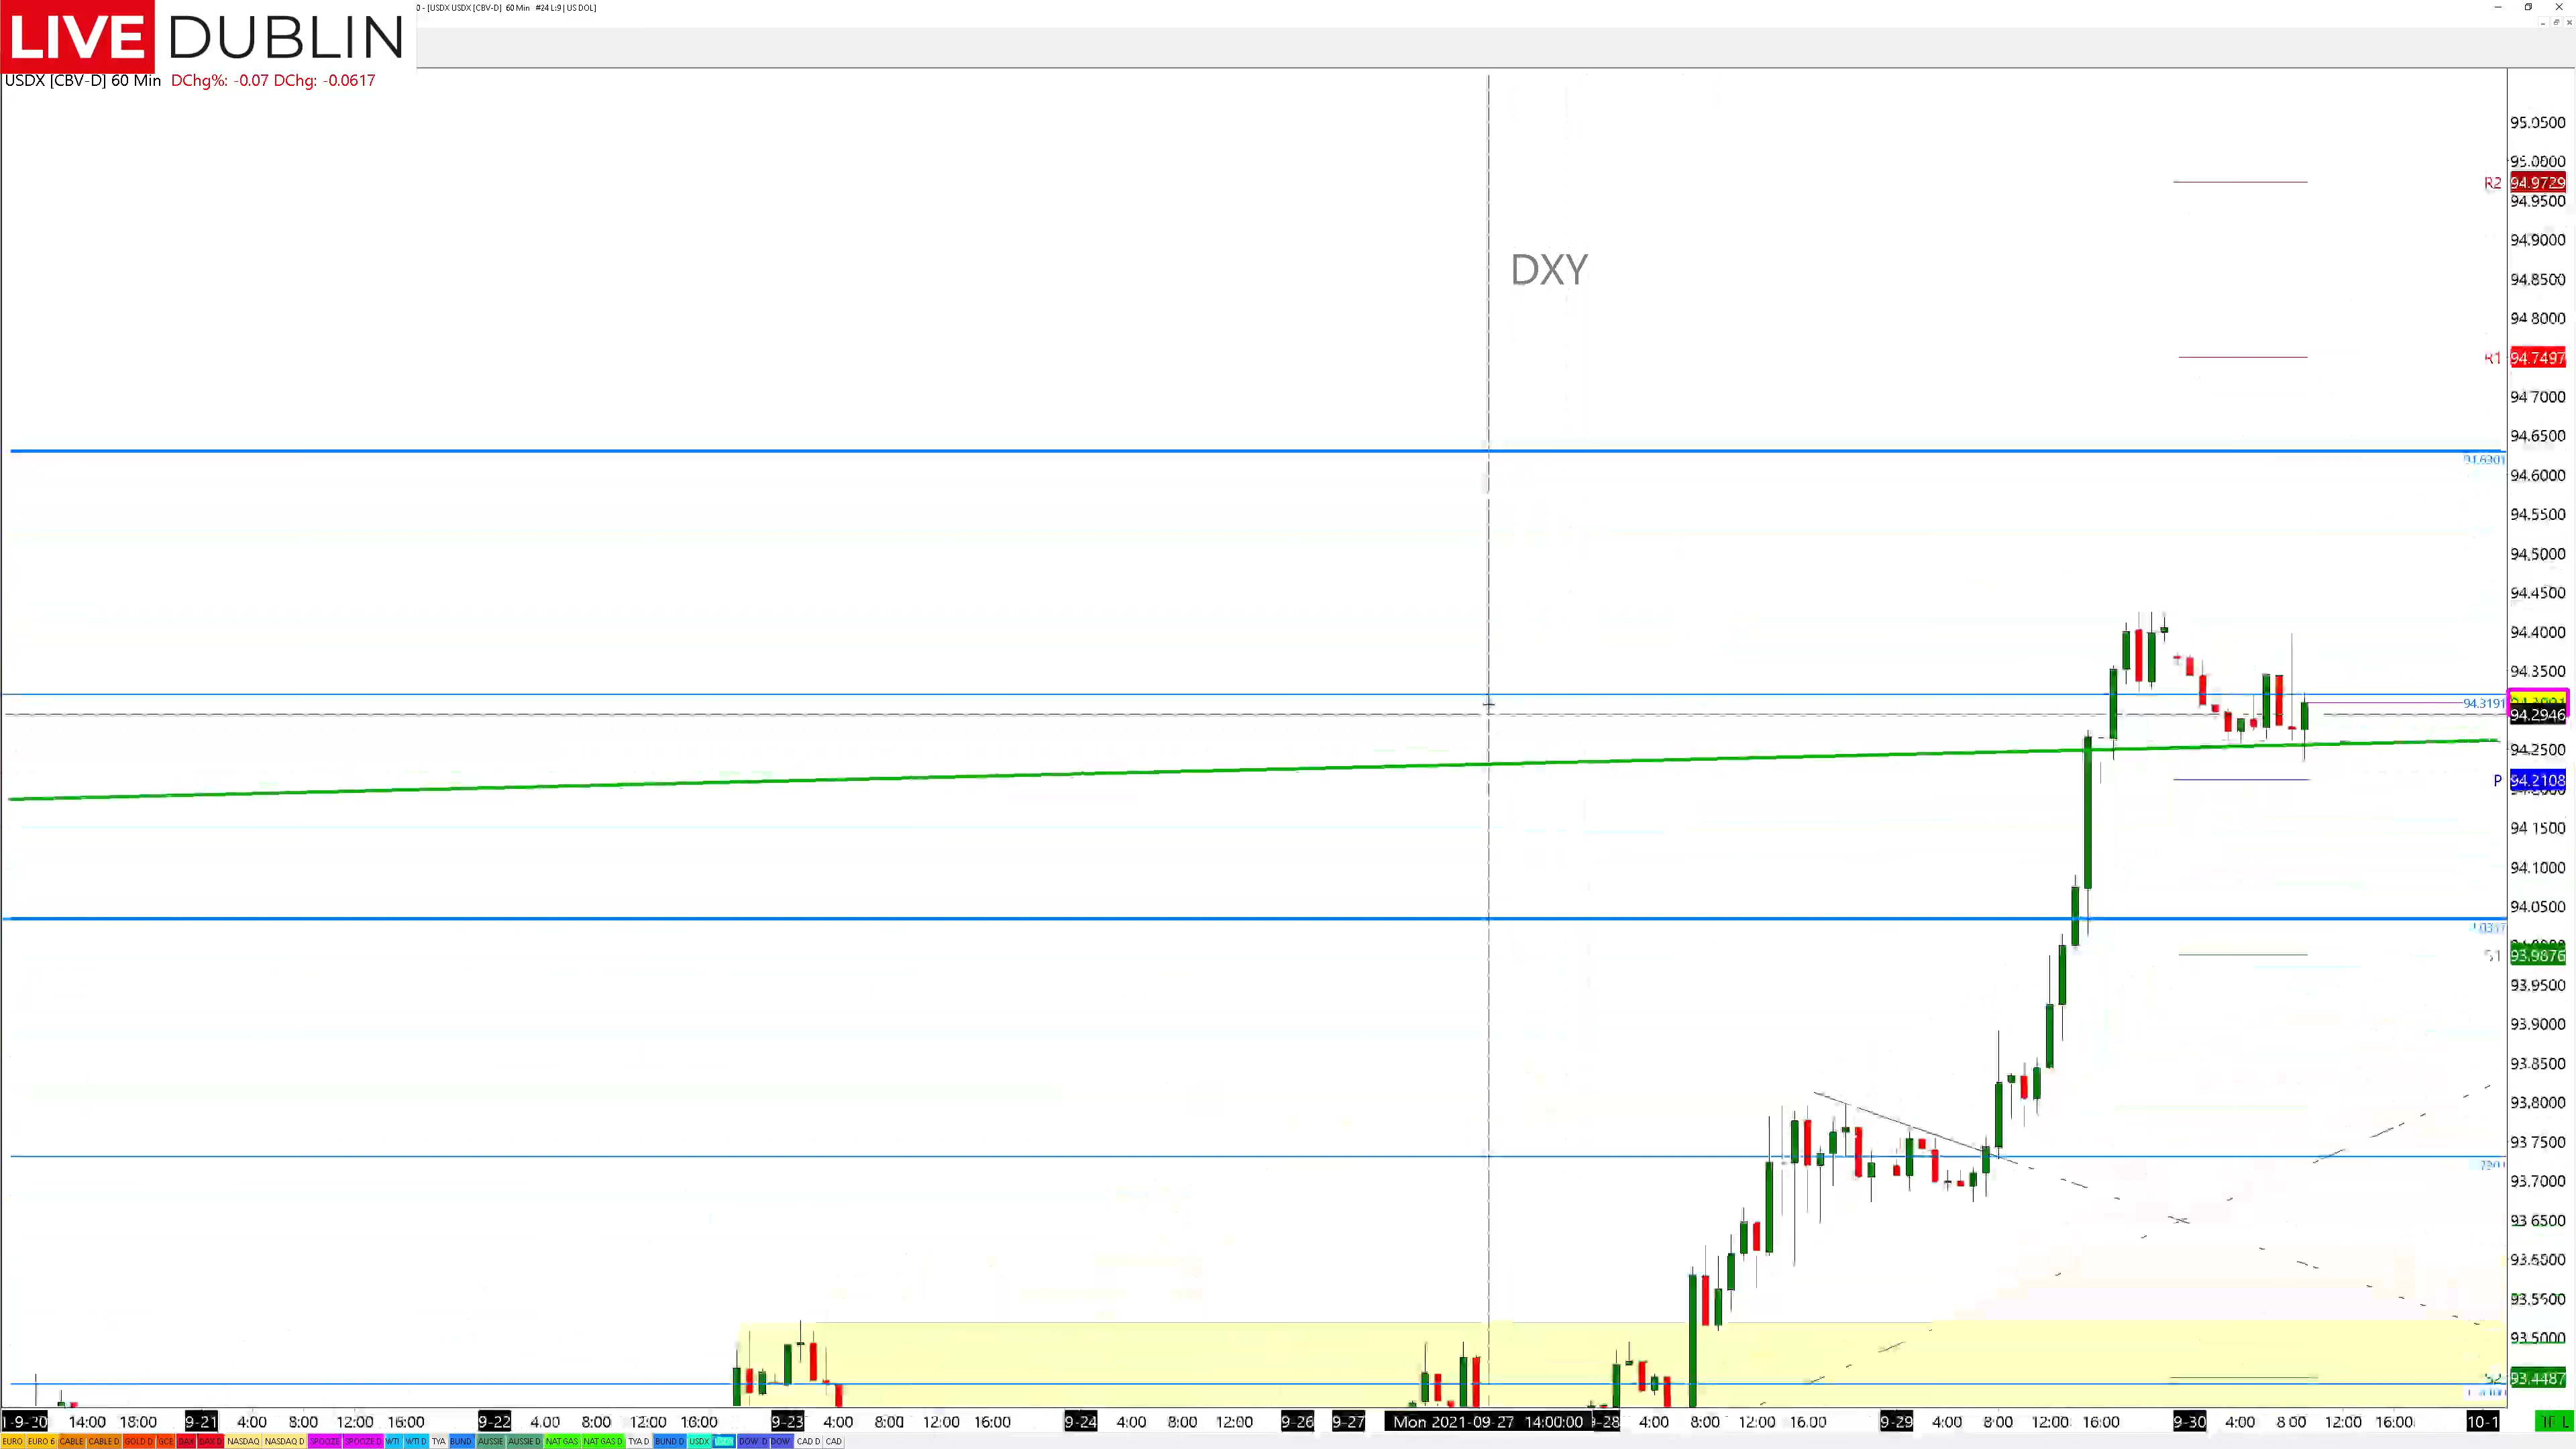 0 - [USDX USDX [CBV-D] 60 Min #24 L:9 | US DOL]
LIVE DUBLIN
USDX [CBV-D] 60 Min DChg%: -0.07 DChg: -0.0617
DXY
95.0500
95.0000
R2 94.9729
94.9500
94.9000
94.8500
94.8000
R1 94.7497
94.7000
94.6500
94.6301
94.6000
94.5500
94.5000
94.4500
94.4000
94.3500
94.3191
94.2946
94.2500
P 94.2108
94.1500
94.1000
94.0500
S1 93.9876
93.9500
93.9000
93.8500
93.8000
93.7500
93.7000
93.6500
93.5500
93.5000
S2 93.4487
1-9-20 14:00 18:00 9-21 4:00 8:00 12:00 16:00 9-22 4:00 8:00 12:00 16:00 9-23 4:00 8:00 12:00 16:00 9-24 4:00 8:00 12:00 9-26 9-27 Mon 2021-09-27 14:00:00 9-28 4:00 8:00 12:00 16:00 9-29 4:00 8:00 12:00 16:00 9-30 4:00 8:00 12:00 16:00 10-1
EURO EURO 6 CABLE CABLE D GOLD D GCE DAX DAX D NASDAQ NASDAQ D SPOOZE SPOOZE D WTI WTI D TYA BUND AUSSIE AUSSIE D NAT GAS NAT GAS D TYA D BUND D USDX DOW D DOW CAD D CAD